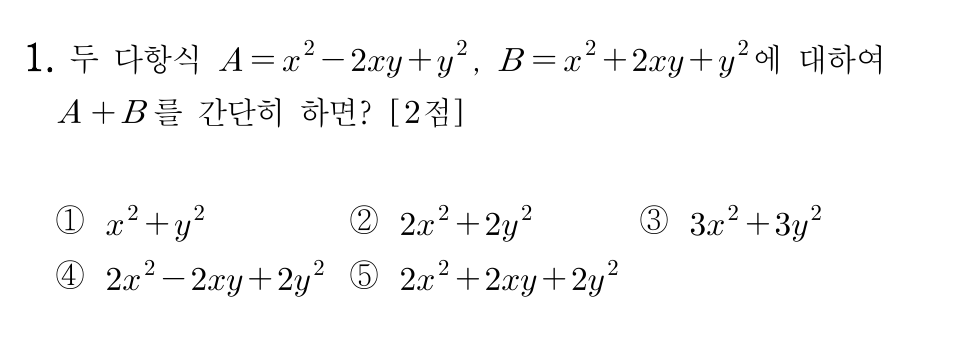 1. 두 다항식 A=x²-2xy+y², B=x²+2xy+y²에 대하여
A+B를 간단히 하면? [2점]
① x²+y² ② 2x²+2y² ③ 3x²+3y²
④ 2x²-2xy+2y² ⑤ 2x²+2xy+2y²